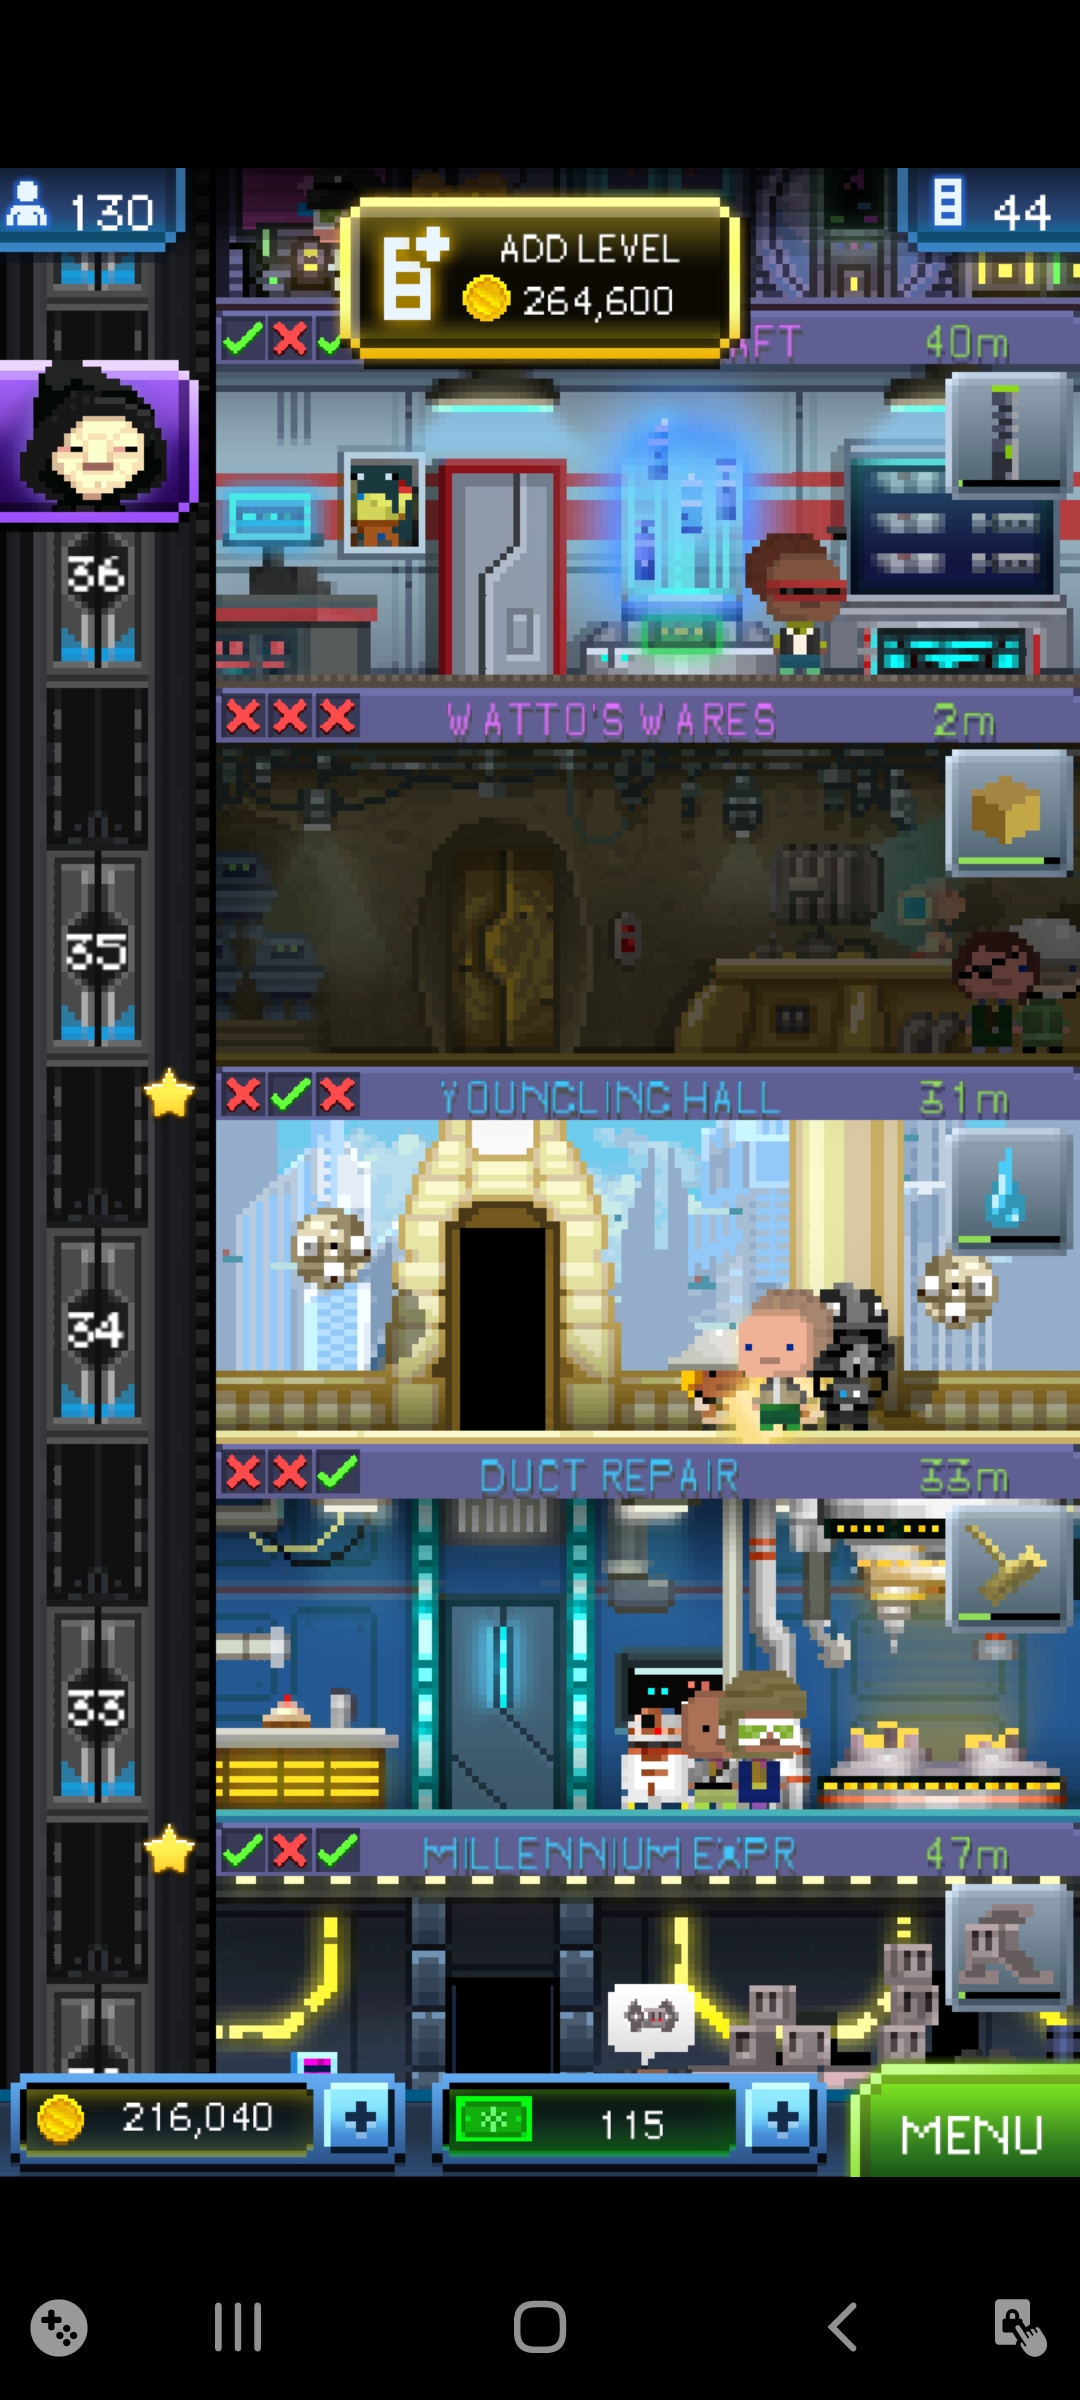 130
ADD LEVEL
264,600
44
AFT
40m
36
WATTO'S WARES
2m
35
YOUNGLING HALL
31m
34
DUCT REPAIR
33m
33
MILLENNIUM EXPR
47m
216,040
115
MENU